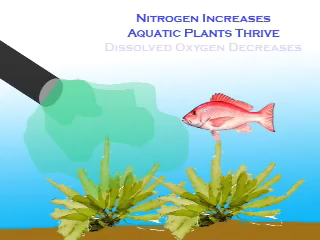 Nitrogen Increases
Aquatic Plants Thrive
Dissolved Oxygen Decreases